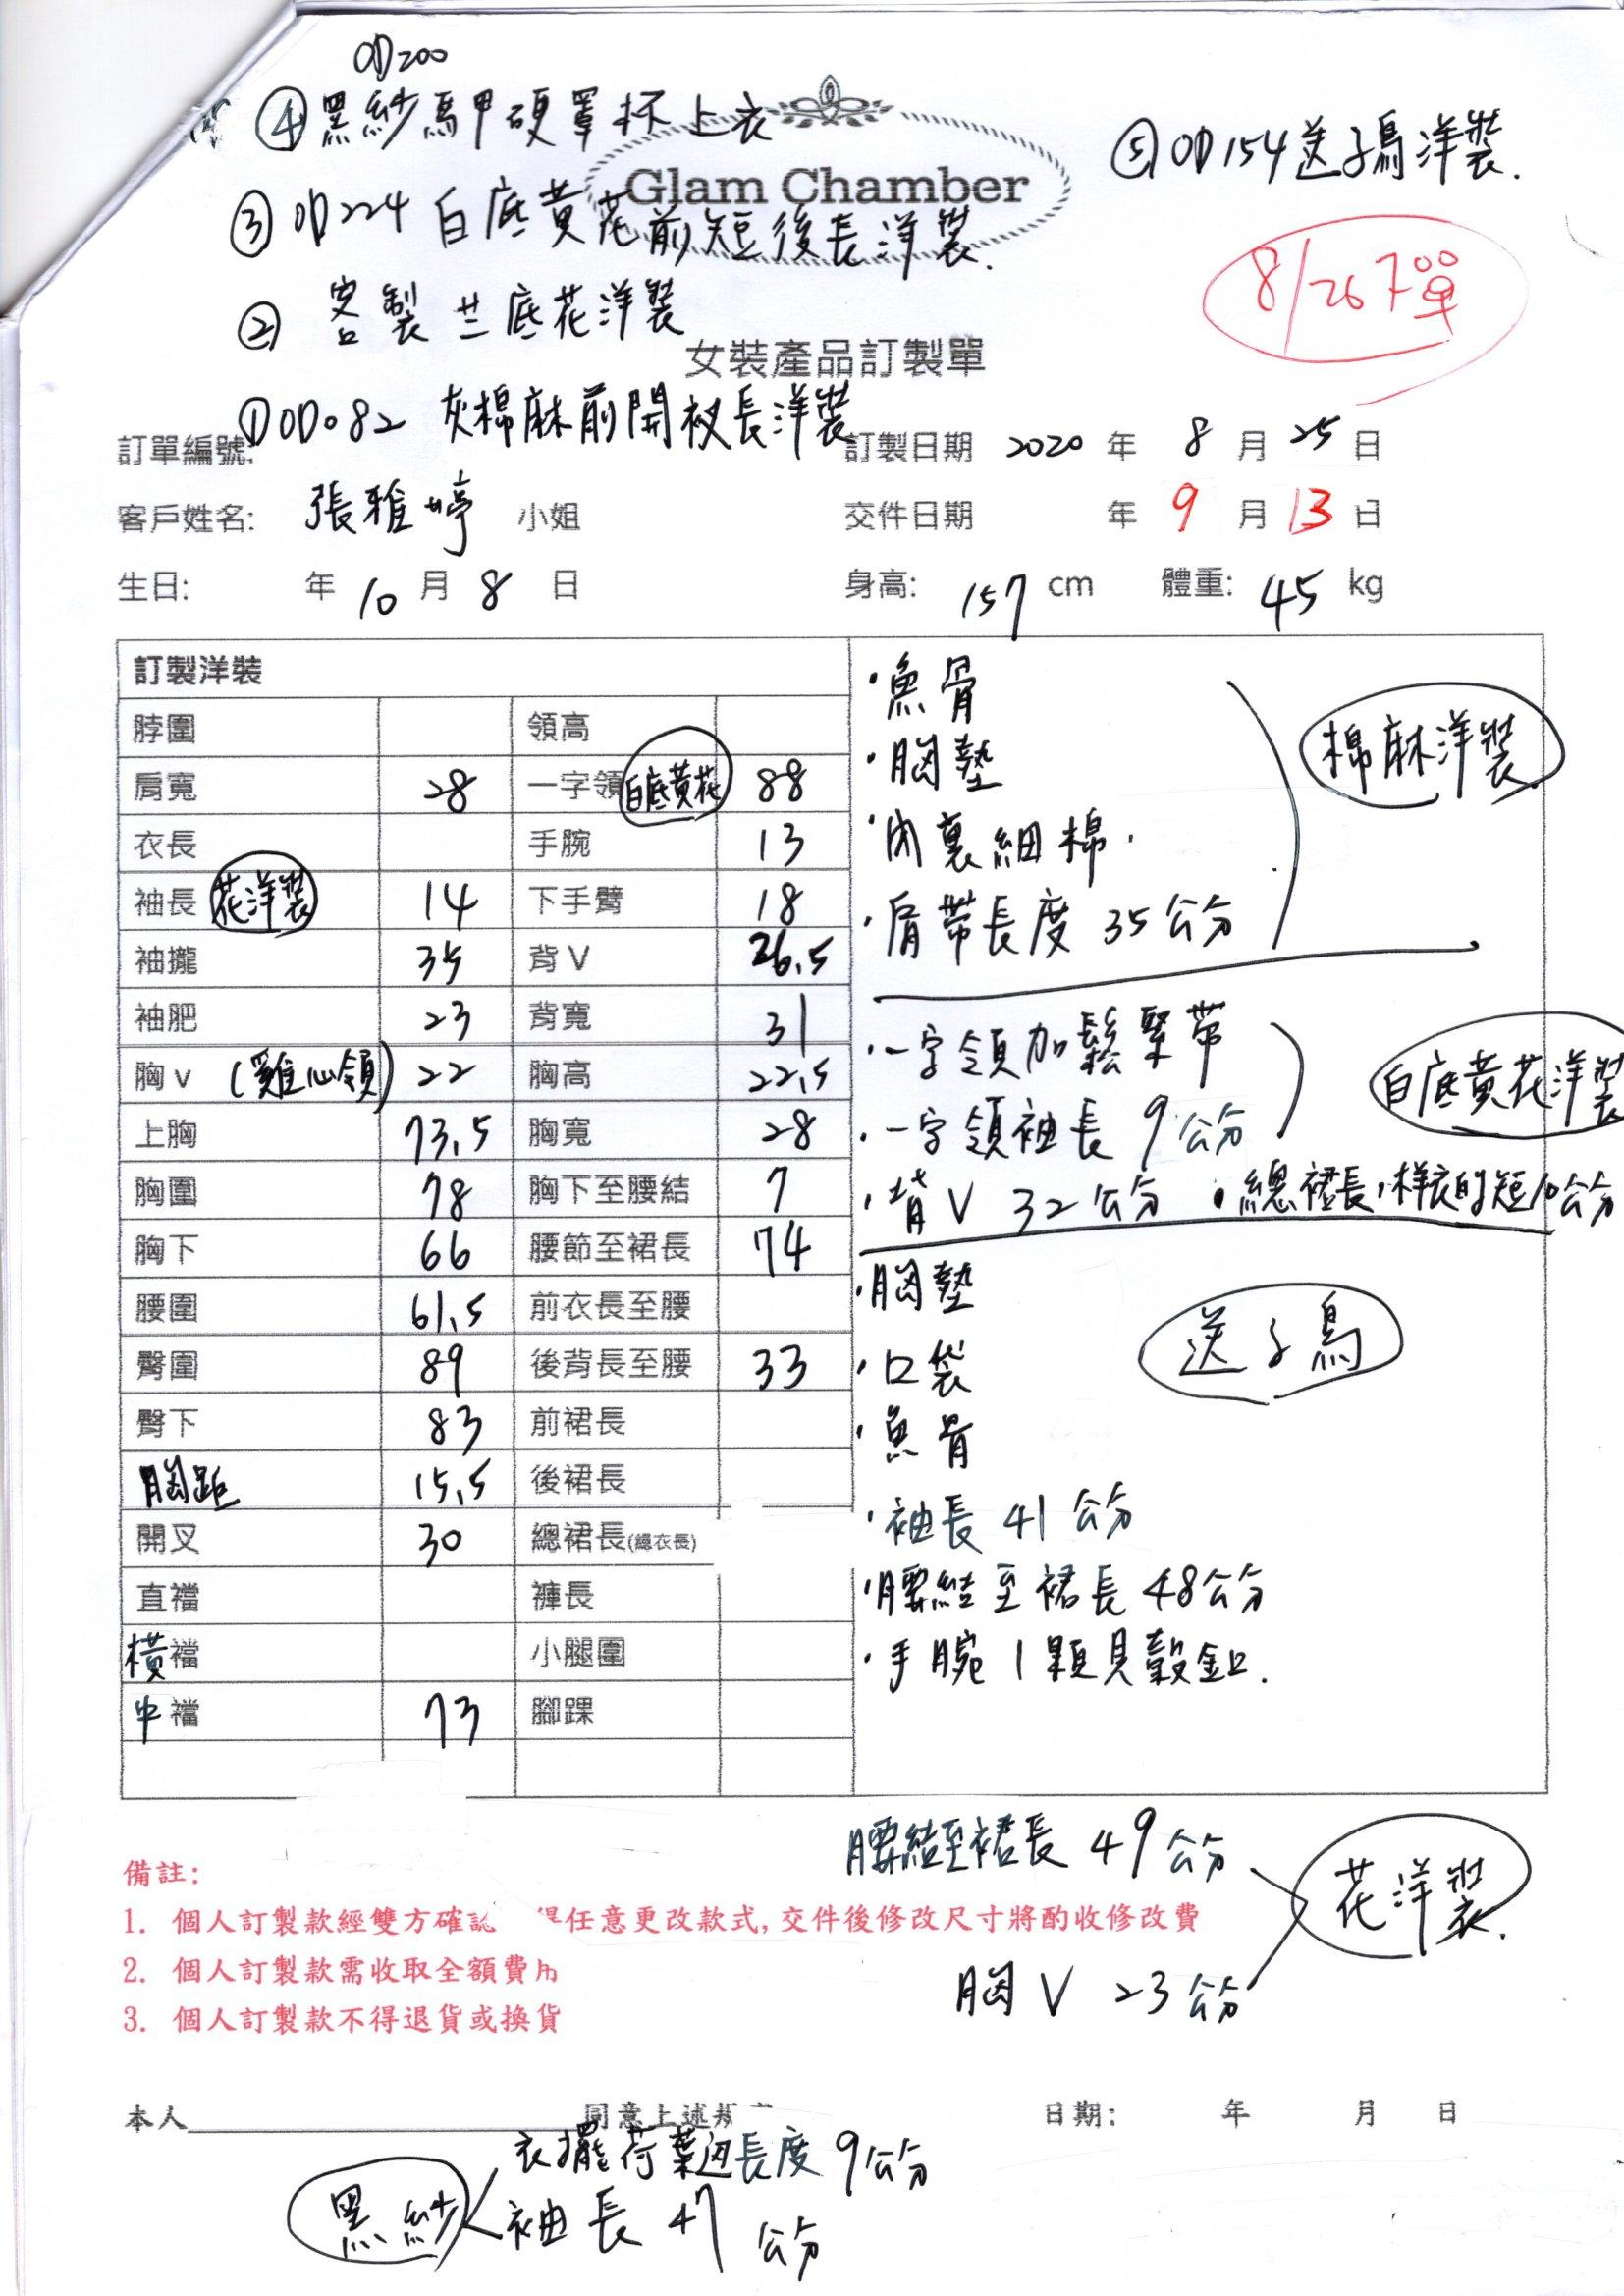 OD200
④黑紗馬甲硬罩杯上衣
⑤OD154送子鳥洋裝.
Glam Chamber
③OD224 白底黃花前短後長洋裝.
8/26下單
② 客製 兰底花洋裝
女裝產品訂製單
①OD082 灰棉麻前開衩長洋裝
訂單編號: 訂製日期 2020 年 8 月 25 日
客戶姓名: 張雅婷 小姐 交件日期 年 9 月 13 日
生日: 年 10 月 8 日 身高: 157 cm 體重: 45 kg
訂製洋裝
脖圍 領高
肩寬 28 一字領 白底黃花 88
衣長 手腕 13
袖長 花洋裝 14 下手臂 18
袖攏 35 背V 26.5
袖肥 23 背寬 31
胸v (雞心領) 22 胸高 22.5
上胸 73.5 胸寬 28
胸圍 78 胸下至腰結 7
胸下 66 腰節至裙長 74
腰圍 61.5 前衣長至腰
臀圍 89 後背長至腰 33
臀下 83 前裙長
胸距 15.5 後裙長
開叉 30 總裙長(總衣長)
直襠 褲長
橫襠 小腿圍
中襠 73 腳踝
·魚骨
·胸墊
·內裏細棉.
·肩帶長度 35公分
棉麻洋裝
·一字領加鬆緊帶
·一字領袖長 9公分
白底黃花洋裝
·背V 32公分 ·總裙長,樣衣的短10公分
·胸墊
送子鳥
·口袋
·魚骨
·袖長 41公分
·腰結至裙長 48公分
·手腕1顆貝殼釦.
腰結至裙長 49公分
花洋裝.
胸V 23公分
備註:
1. 個人訂製款經雙方確認 得任意更改款式,交件後修改尺寸將酌收修改費
2. 個人訂製款需收取全額費用
3. 個人訂製款不得退貨或換貨
本人 同意上述 日期: 年 月 日
衣擺荷葉邊長度 9公分
黑紗 袖長 47公分